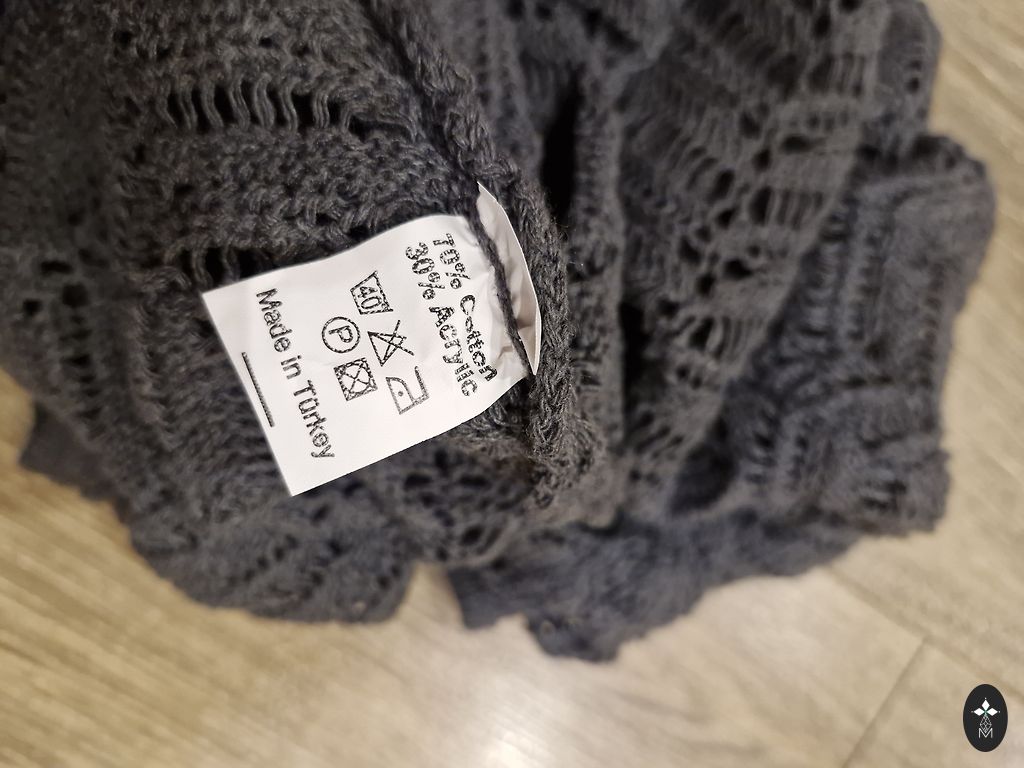 70% Cotton
30% Acrylic
40
P
Made in Türkey
M